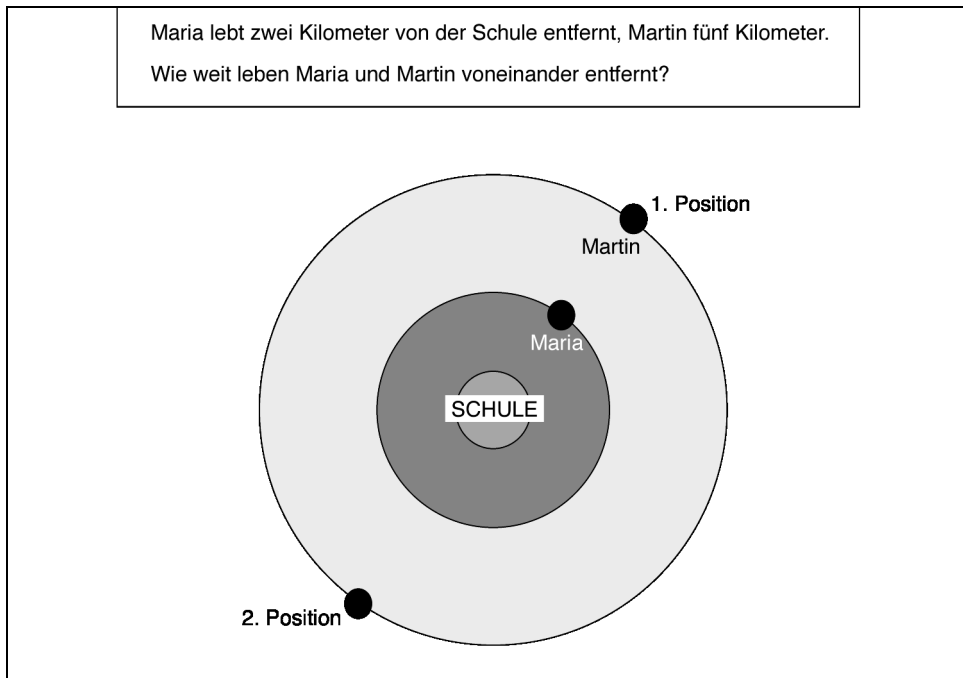 Maria lebt zwei Kilometer von der Schule entfernt, Martin fünf Kilometer.
Wie weit leben Maria und Martin voneinander entfernt?
1. Position
Martin
Maria
SCHULE
2. Position